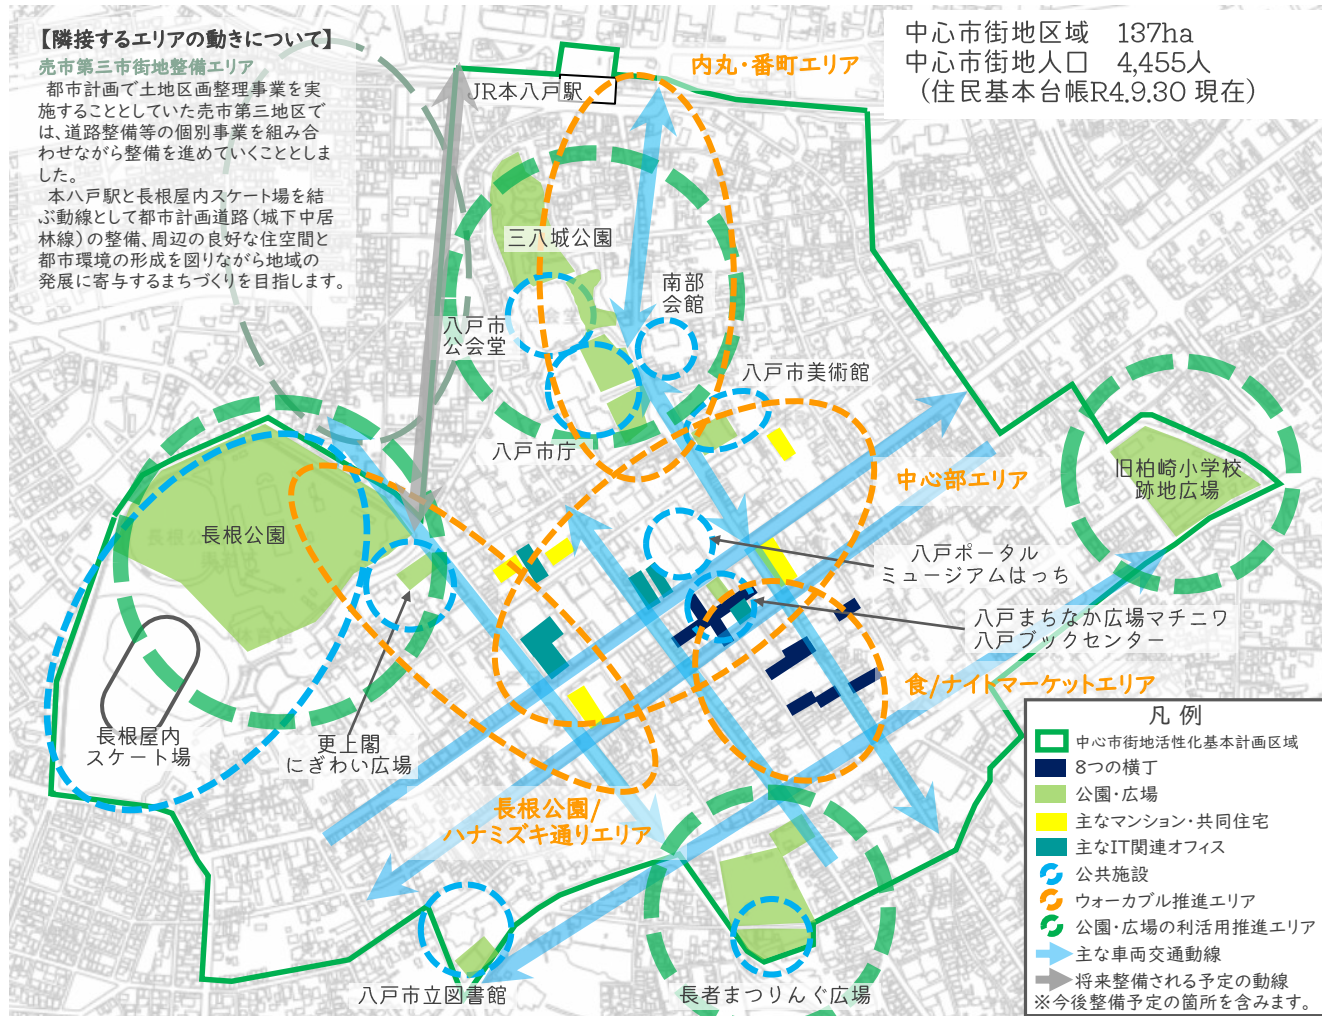 【隣接するエリアの動きについて】
売市第三市街地整備エリア
都市計画で土地区画整理事業を実
施することとしていた売市第三地区で
は、道路整備等の個別事業を組み合
わせながら整備を進めていくこととしま
した。
本八戸駅と長根屋内スケート場を結
ぶ動線として都市計画道路（城下中居
林線）の整備、周辺の良好な住空間と
都市環境の形成を図りながら地域の
発展に寄与するまちづくりを目指します。
中心市街地区域　137ha
中心市街地人口　4,455人
（住民基本台帳R4.9.30 現在）
内丸・番町エリア
JR本八戸駅
三八城公園
南部
会館
八戸市
公会堂
八戸市美術館
八戸市庁
中心部エリア
旧柏崎小学校
跡地広場
長根公園
八戸ポータル
ミュージアムはっち
八戸まちなか広場マチニワ
八戸ブックセンター
食/ナイトマーケットエリア
長根屋内
スケート場
更上閣
にぎわい広場
長根公園/
ハナミズキ通りエリア
八戸市立図書館
長者まつりんぐ広場
凡 例
中心市街地活性化基本計画区域
8つの横丁
公園・広場
主なマンション・共同住宅
主なIT関連オフィス
公共施設
ウォーカブル推進エリア
公園・広場の利活用推進エリア
主な車両交通動線
将来整備される予定の動線
※今後整備予定の箇所を含みます。